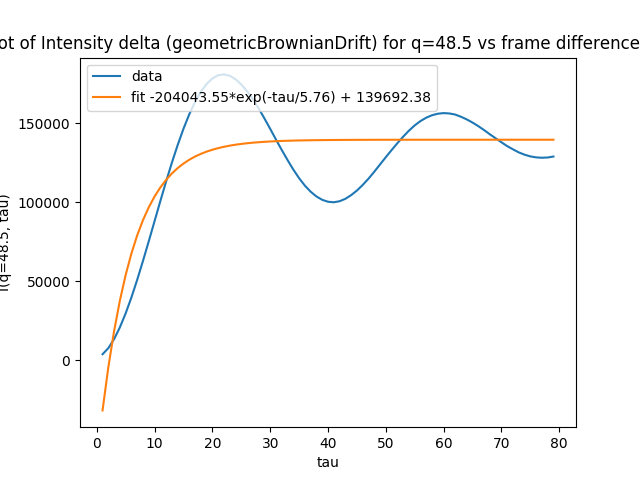 ot of Intensity delta (geometricBrownianDrift) for q=48.5 vs frame difference
data
fit -204043.55*exp(-tau/5.76) + 139692.38
150000
100000
50000
0
I(q=48.5, tau)
0 10 20 30 40 50 60 70 80
tau